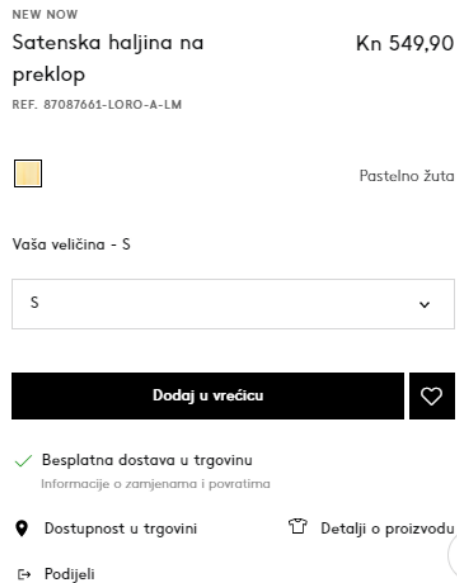 NEW NOW
Satenska haljina na
preklop
Kn 549,90
REF. 87087661-LORO-A-LM
Pastelno žuta
Vaša veličina - S
S
Dodaj u vrećicu
Besplatna dostava u trgovinu
Informacije o zamjenama i povratima
Dostupnost u trgovini
Detalji o proizvodu
Podijeli